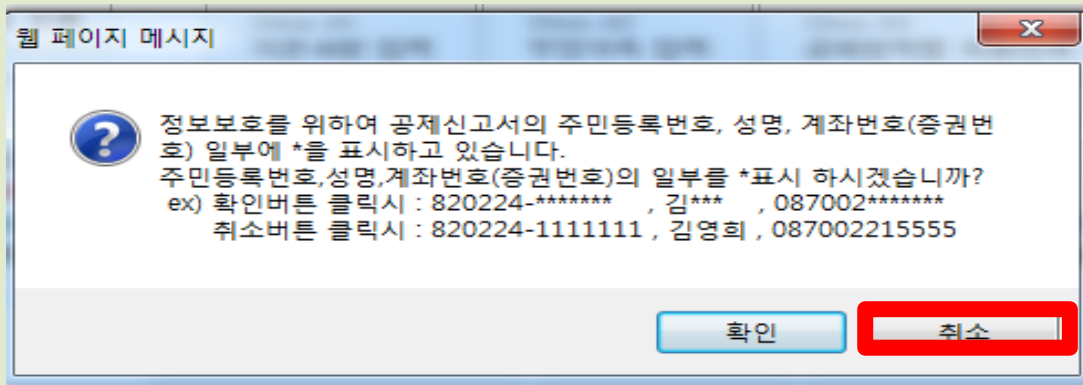 웹 페이지 메시지
정보보호를 위하여 공제신고서의 주민등록번호, 성명, 계좌번호(증권번
호) 일부에 *을 표시하고 있습니다.
주민등록번호,성명,계좌번호(증권번호)의 일부를 *표시 하시겠습니까?
ex) 확인버튼 클릭시 : 820224-******* , 김*** , 087002*******
취소버튼 클릭시 : 820224-1111111 , 김영희 , 087002215555
확인 취소